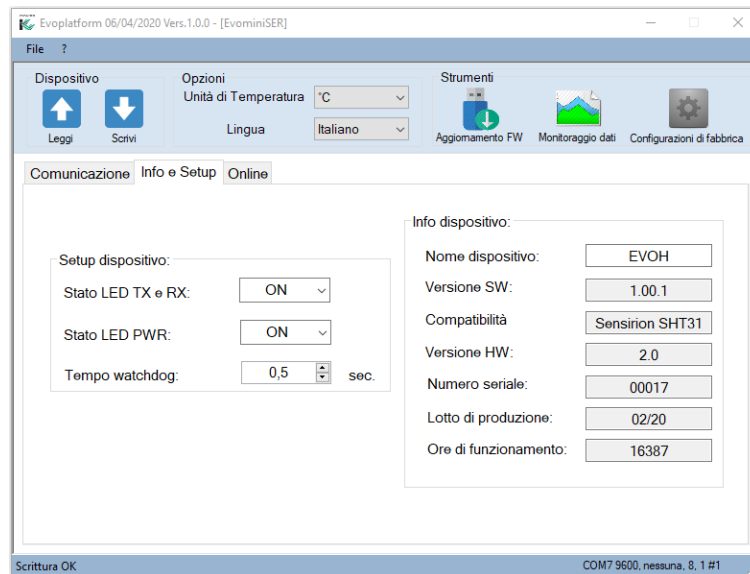 Evoplatform 06/04/2020 Vers.1.0.0 - [EvominiSER]
File ?
Dispositivo
Leggi
Scrivi
Opzioni
Unità di Temperatura °C
Lingua Italiano
Strumenti
Aggiornamento FW
Monitoraggio dati
Configurazioni di fabbrica
Comunicazione
Info e Setup
Online
Setup dispositivo:
Stato LED TX e RX: ON
Stato LED PWR: ON
Tempo watchdog: 0,5 sec.
Info dispositivo:
Nome dispositivo: EVOH
Versione SW: 1.00.1
Compatibilità Sensirion SHT31
Versione HW: 2.0
Numero seriale: 00017
Lotto di produzione: 02/20
Ore di funzionamento: 16387
Scrittura OK
COM7 9600, nessuna, 8, 1 #1